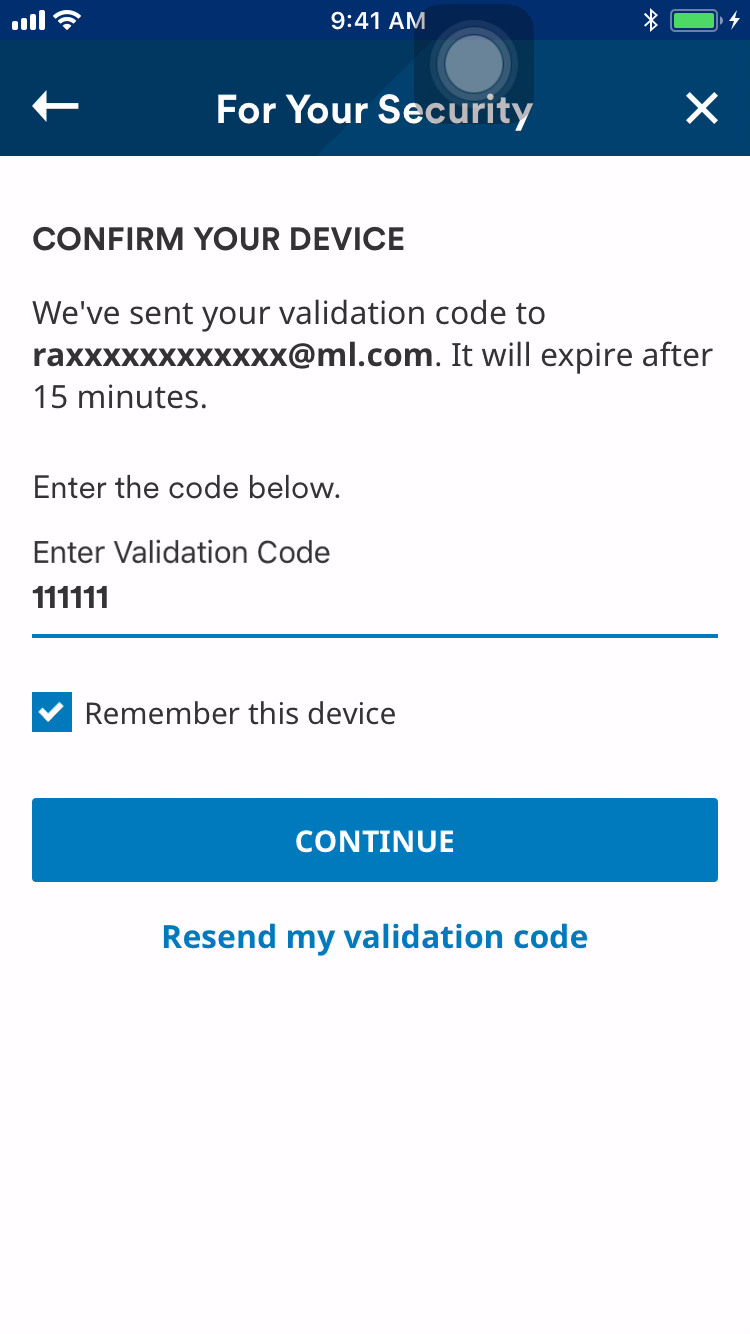 9:41 AM
For Your Security
CONFIRM YOUR DEVICE
We've sent your validation code to
raxxxxxxxxxxxxx@ml.com. It will expire after
15 minutes.
Enter the code below.
Enter Validation Code
111111
Remember this device
CONTINUE
Resend my validation code